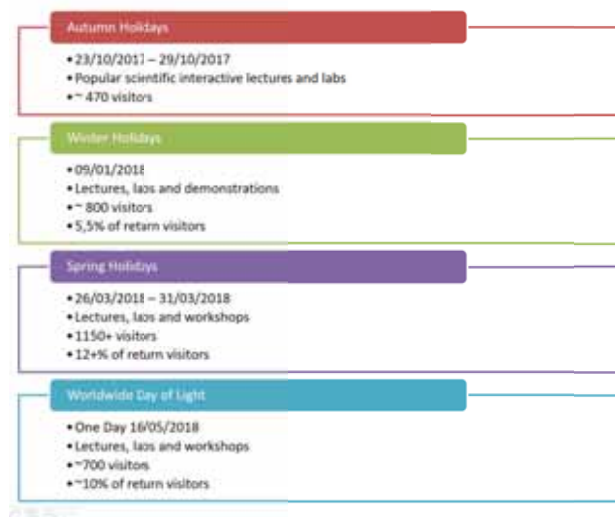 Autumn Holidays
• 23/10/2017 – 29/10/2017
• Popular scientific interactive lectures and labs
• ~ 470 visitors
Winter Holidays
• 09/01/2018
• Lectures, labs and demonstrations
• ~ 800 visitors
• 5,5% of return visitors
Spring Holidays
• 26/03/2018 – 31/03/2018
• Lectures, labs and workshops
• 1150+ visitors
• 12+% of return visitors
Worldwide Day of Light
• One Day 16/05/2018
• Lectures, labs and workshops
• ~700 visitors
• ~10% of return visitors